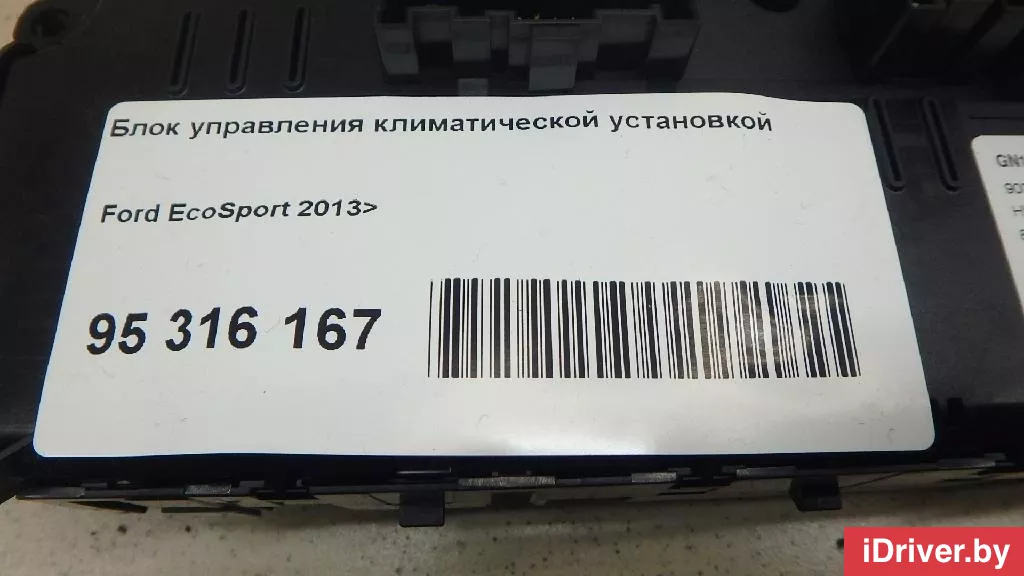 Блок управления климатической установкой
Ford EcoSport 2013>
95 316 167
iDriver.by